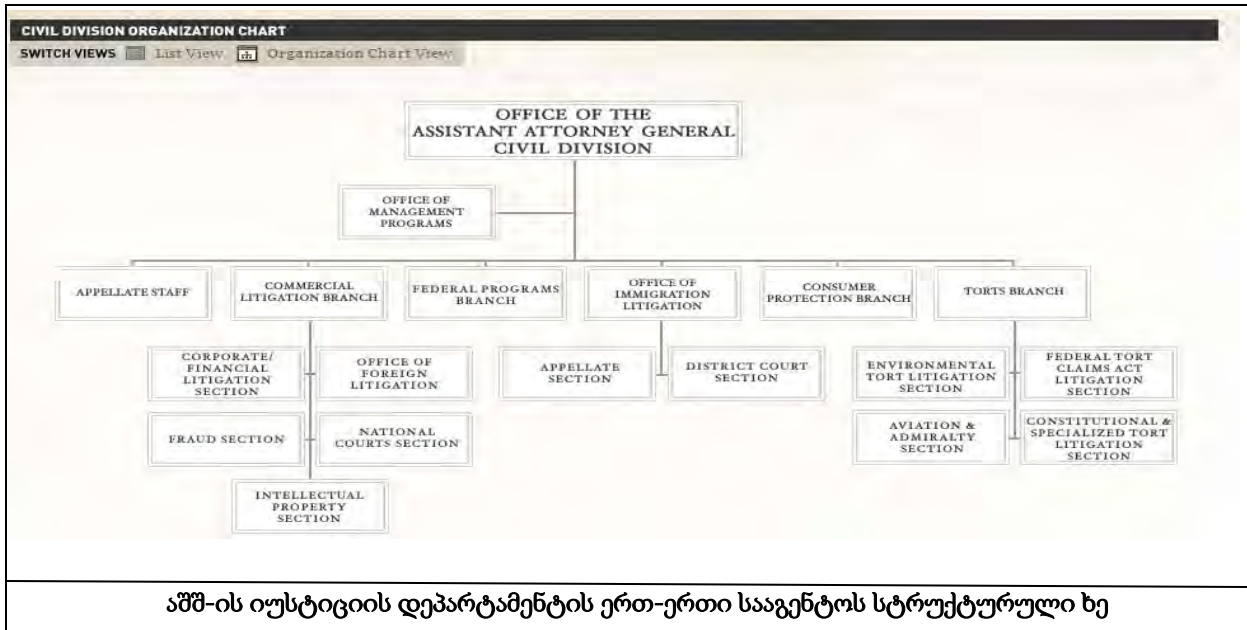 CIVIL DIVISION ORGANIZATION CHART
SWITCH VIEWS List View Organization Chart View
OFFICE OF THE
ASSISTANT ATTORNEY GENERAL
CIVIL DIVISION
OFFICE OF
MANAGEMENT
PROGRAMS
APPELLATE STAFF
COMMERCIAL
LITIGATION BRANCH
FEDERAL PROGRAMS
BRANCH
OFFICE OF
IMMIGRATION
LITIGATION
CONSUMER
PROTECTION BRANCH
TORTS BRANCH
CORPORATE/
FINANCIAL
LITIGATION
SECTION
OFFICE OF
FOREIGN
LITIGATION
APPELLATE
SECTION
DISTRICT COURT
SECTION
ENVIRONMENTAL
TORT LITIGATION
SECTION
FEDERAL TORT
CLAIMS ACT
LITIGATION
SECTION
FRAUD SECTION
NATIONAL
COURTS SECTION
AVIATION &
ADMIRALTY
SECTION
CONSTITUTIONAL &
SPECIALIZED TORT
LITIGATION
SECTION
INTELLECTUAL
PROPERTY
SECTION
აშშ-ის იუსტიციის დეპარტამენტის ერთ-ერთი სააგენტოს სტრუქტურული ხე